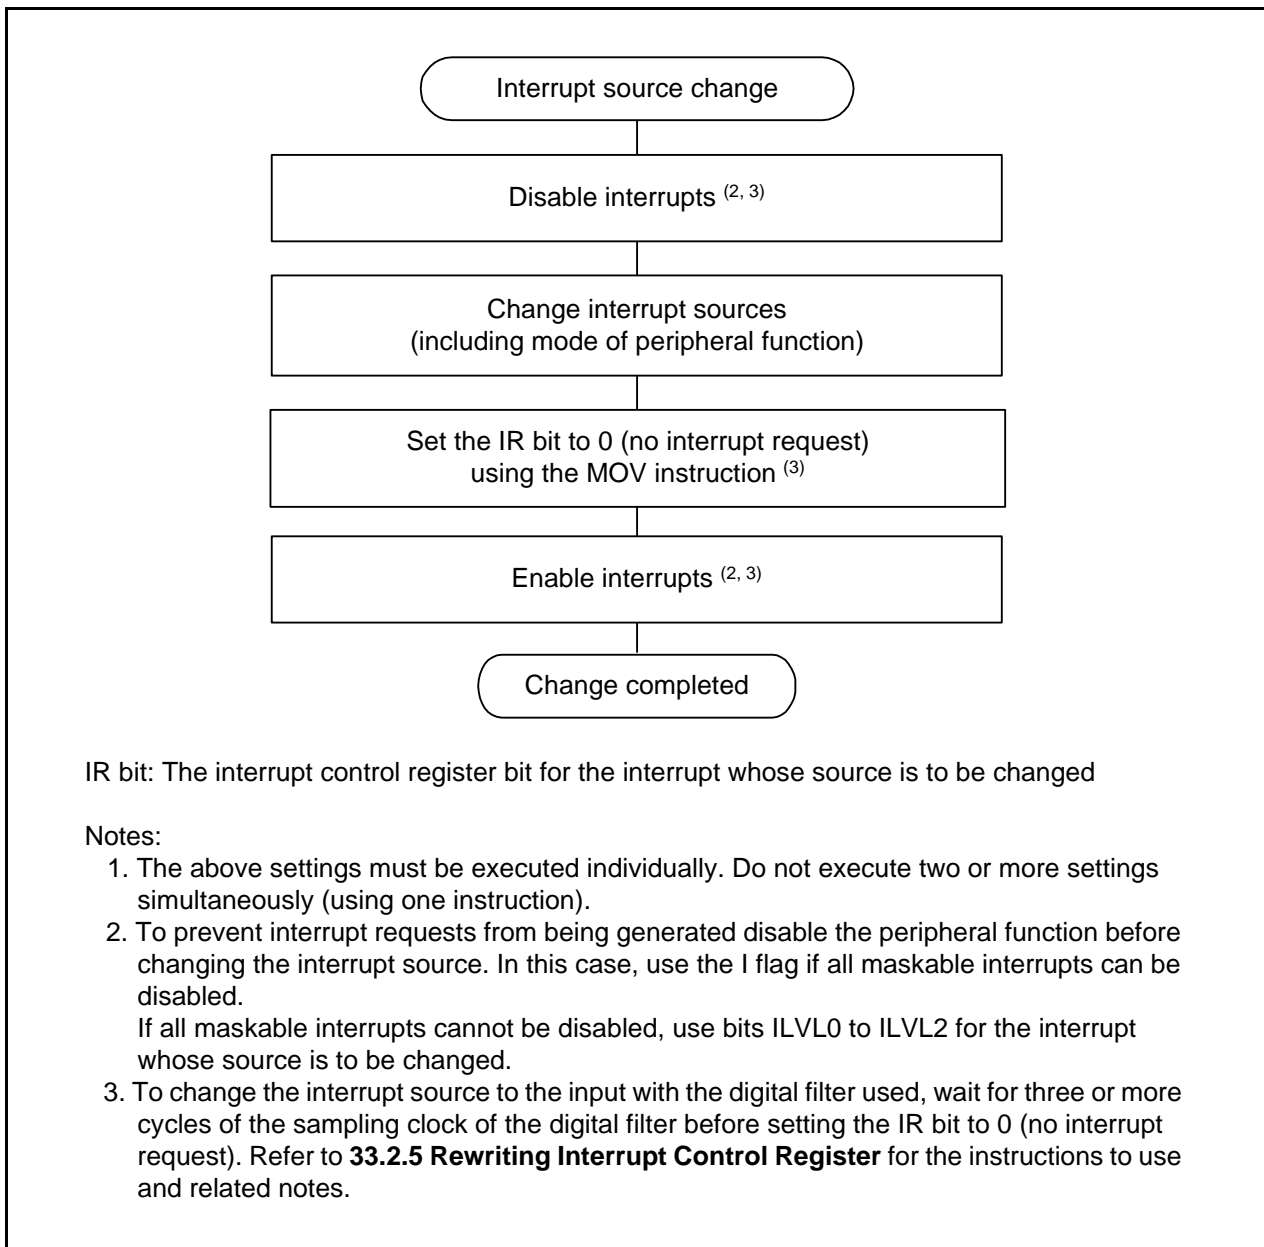 Interrupt source change
Disable interrupts (2, 3)
Change interrupt sources
(including mode of peripheral function)
Set the IR bit to 0 (no interrupt request)
using the MOV instruction (3)
Enable interrupts (2, 3)
Change completed
IR bit: The interrupt control register bit for the interrupt whose source is to be changed
Notes:
1. The above settings must be executed individually. Do not execute two or more settings
simultaneously (using one instruction).
2. To prevent interrupt requests from being generated disable the peripheral function before
changing the interrupt source. In this case, use the I flag if all maskable interrupts can be
disabled.
If all maskable interrupts cannot be disabled, use bits ILVL0 to ILVL2 for the interrupt
whose source is to be changed.
3. To change the interrupt source to the input with the digital filter used, wait for three or more
cycles of the sampling clock of the digital filter before setting the IR bit to 0 (no interrupt
request). Refer to 33.2.5 Rewriting Interrupt Control Register for the instructions to use
and related notes.